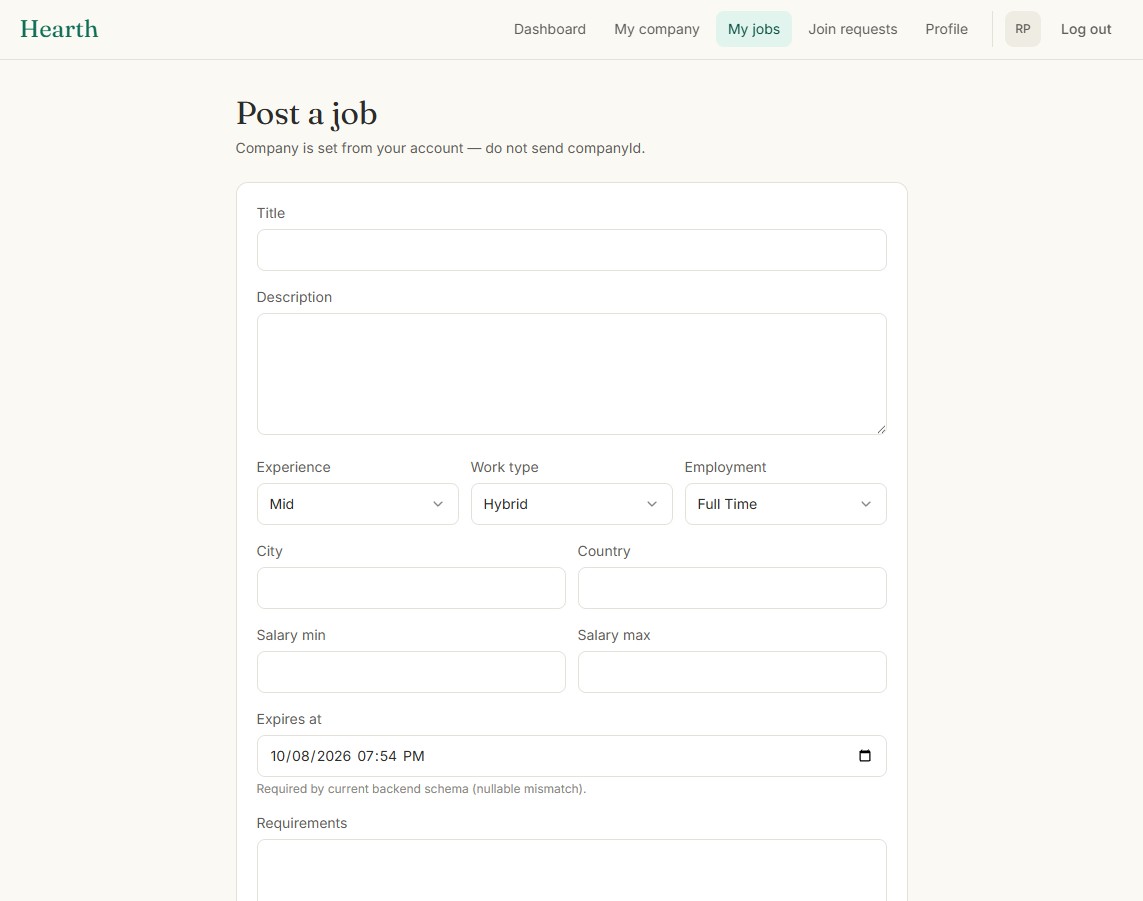 Hearth
Dashboard My company My jobs Join requests Profile RP Log out
Post a job
Company is set from your account — do not send companyId.
Title
Description
Experience Work type Employment
Mid Hybrid Full Time
City Country
Salary min Salary max
Expires at
10/08/2026 07:54 PM
Required by current backend schema (nullable mismatch).
Requirements